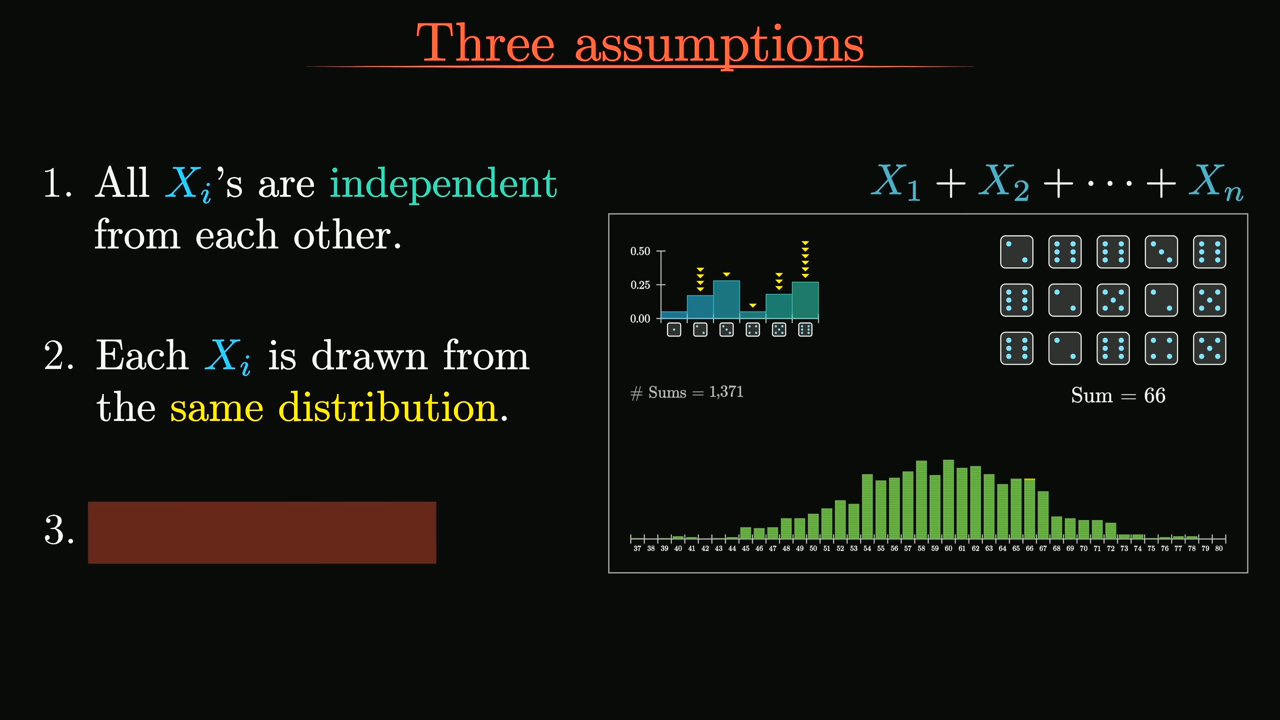 Three assumptions
1. All Xᵢ's are independent
from each other.
2. Each Xᵢ is drawn from
the same distribution.
3.
X₁ + X₂ + ⋯ + Xₙ
0.50
0.25
0.00
# Sums = 1,371
Sum = 66
37 38 39 40 41 42 43 44 45 46 47 48 49 50 51 52 53 54 55 56 57 58 59 60 61 62 63 64 65 66 67 68 69 70 71 72 73 74 75 76 77 78 79 80